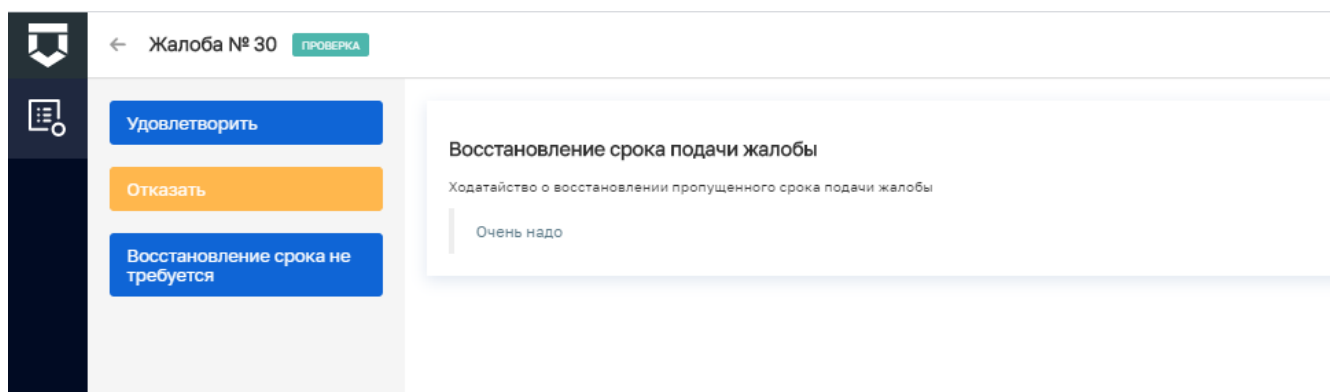 Жалоба № 30 ПРОВЕРКА
Удовлетворить
Отказать
Восстановление срока не
требуется
Восстановление срока подачи жалобы
Ходатайство о восстановлении пропущенного срока подачи жалобы
Очень надо